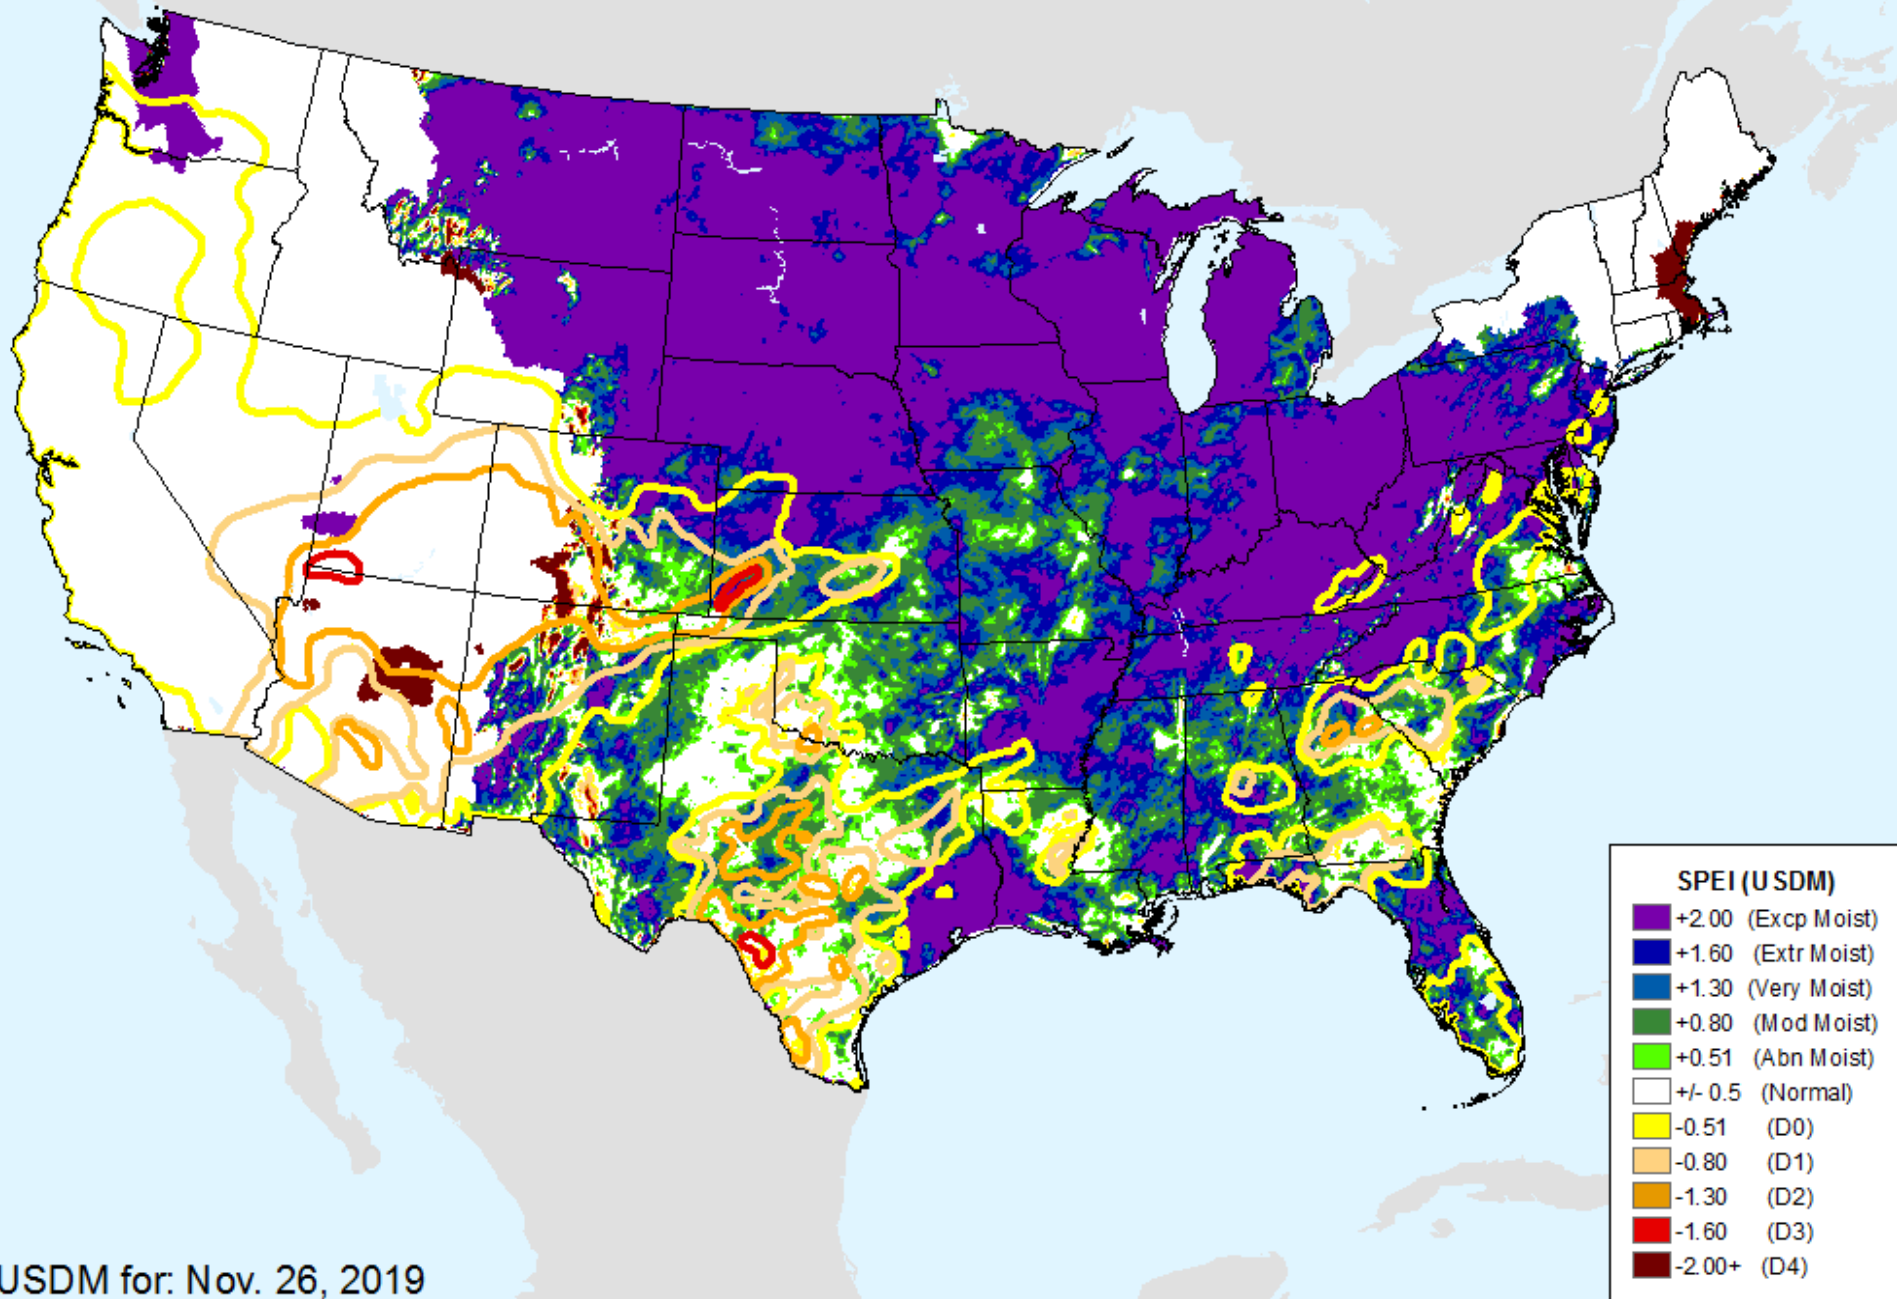 SPEI (USDM)
+2.00 (Excp Moist)
+1.60 (Extr Moist)
+1.30 (Very Moist)
+0.80 (Mod Moist)
+0.51 (Abn Moist)
+/- 0.5 (Normal)
-0.51 (D0)
-0.80 (D1)
-1.30 (D2)
-1.60 (D3)
-2.00+ (D4)
USDM for: Nov. 26, 2019